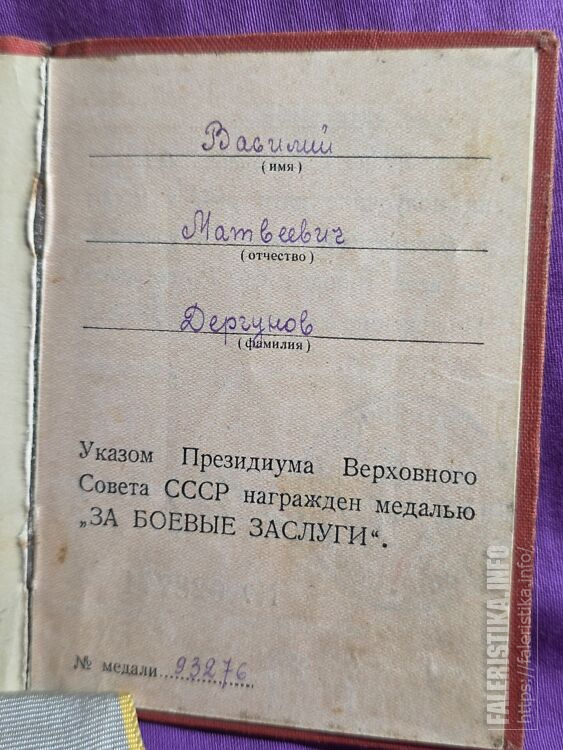 Василий
(имя)
Матвеевич
(отчество)
Дергунов
(фамилия)
Указом Президиума Верховного
Совета СССР награжден медалью
„ЗА БОЕВЫЕ ЗАСЛУГИ“.
№ медали 93276
FALERISTIKA.INFO
https://faleristika.info/